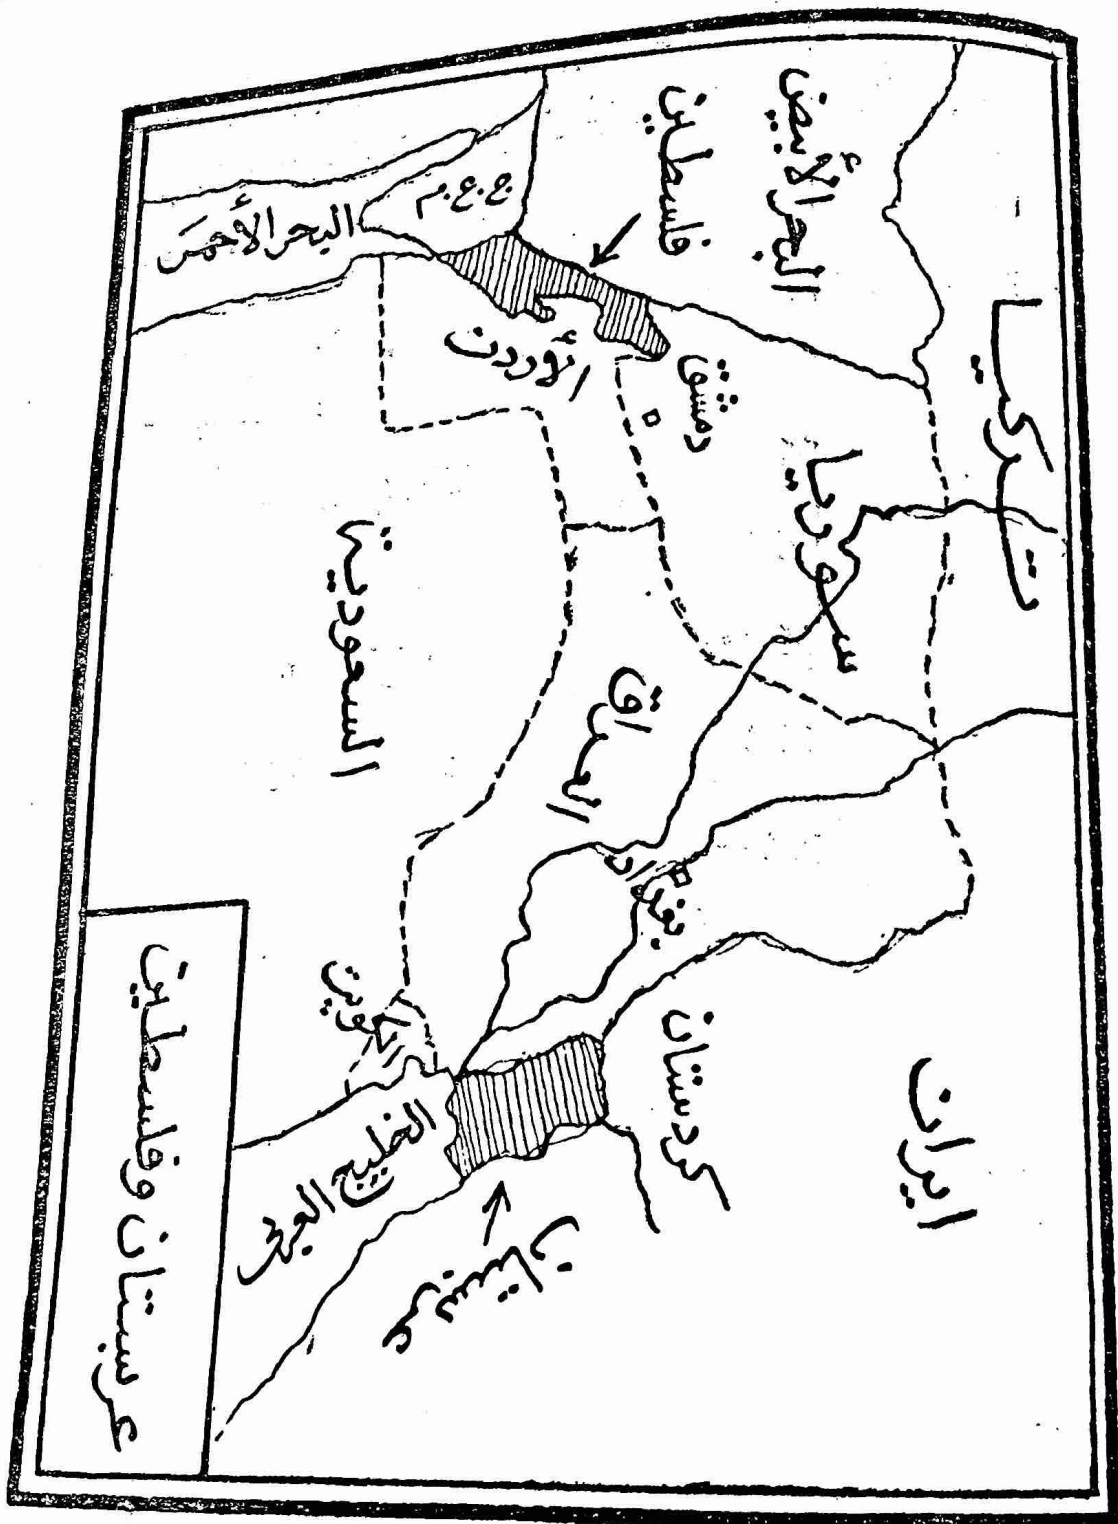 تركيا
البحر الأبيض
فلسطين
ج.ع.م
البحر الأحمر
الأردن
دمشق
سوريا
السعودية
العراق
بغداد
الكويت
كردستان
ايران
الخليج العربي
عربستان
عربستان وفلسطين